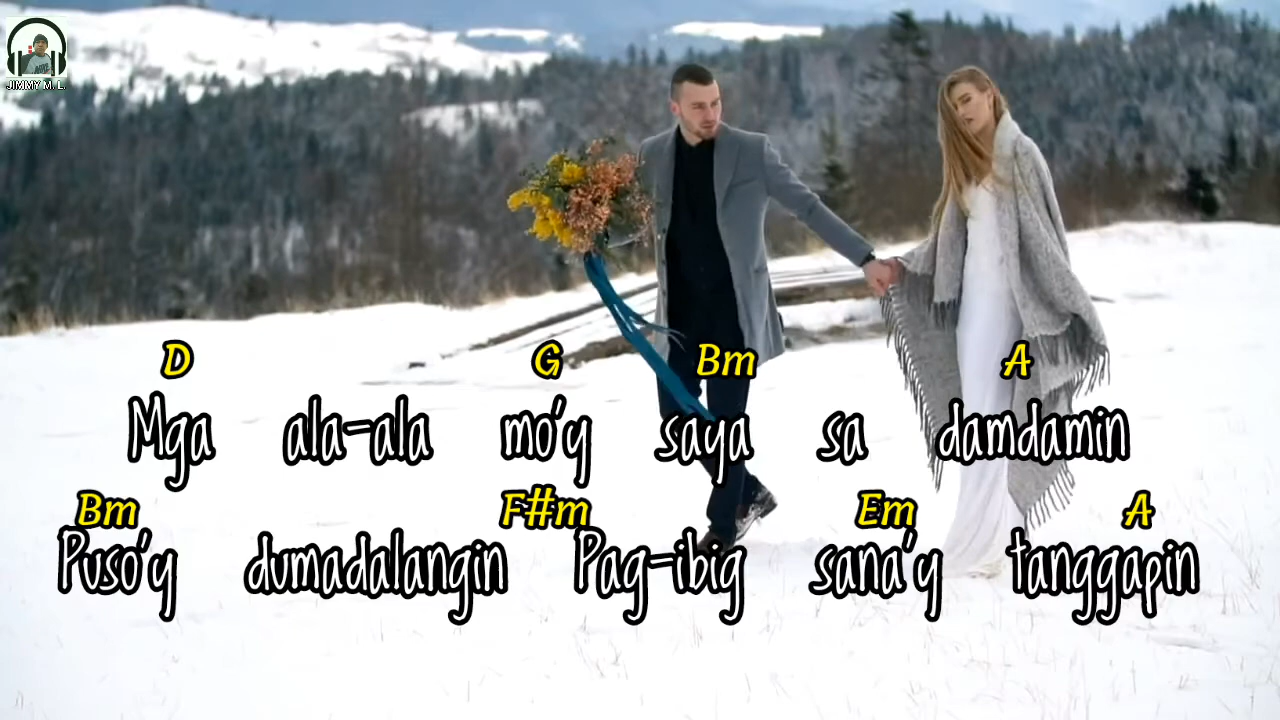 JIMMY M. L.
D G Bm A
Mga ala-ala mo'y saya sa damdamin
Bm F#m Em A
Puso'y dumadalangin Pag-ibig sana'y tanggapin